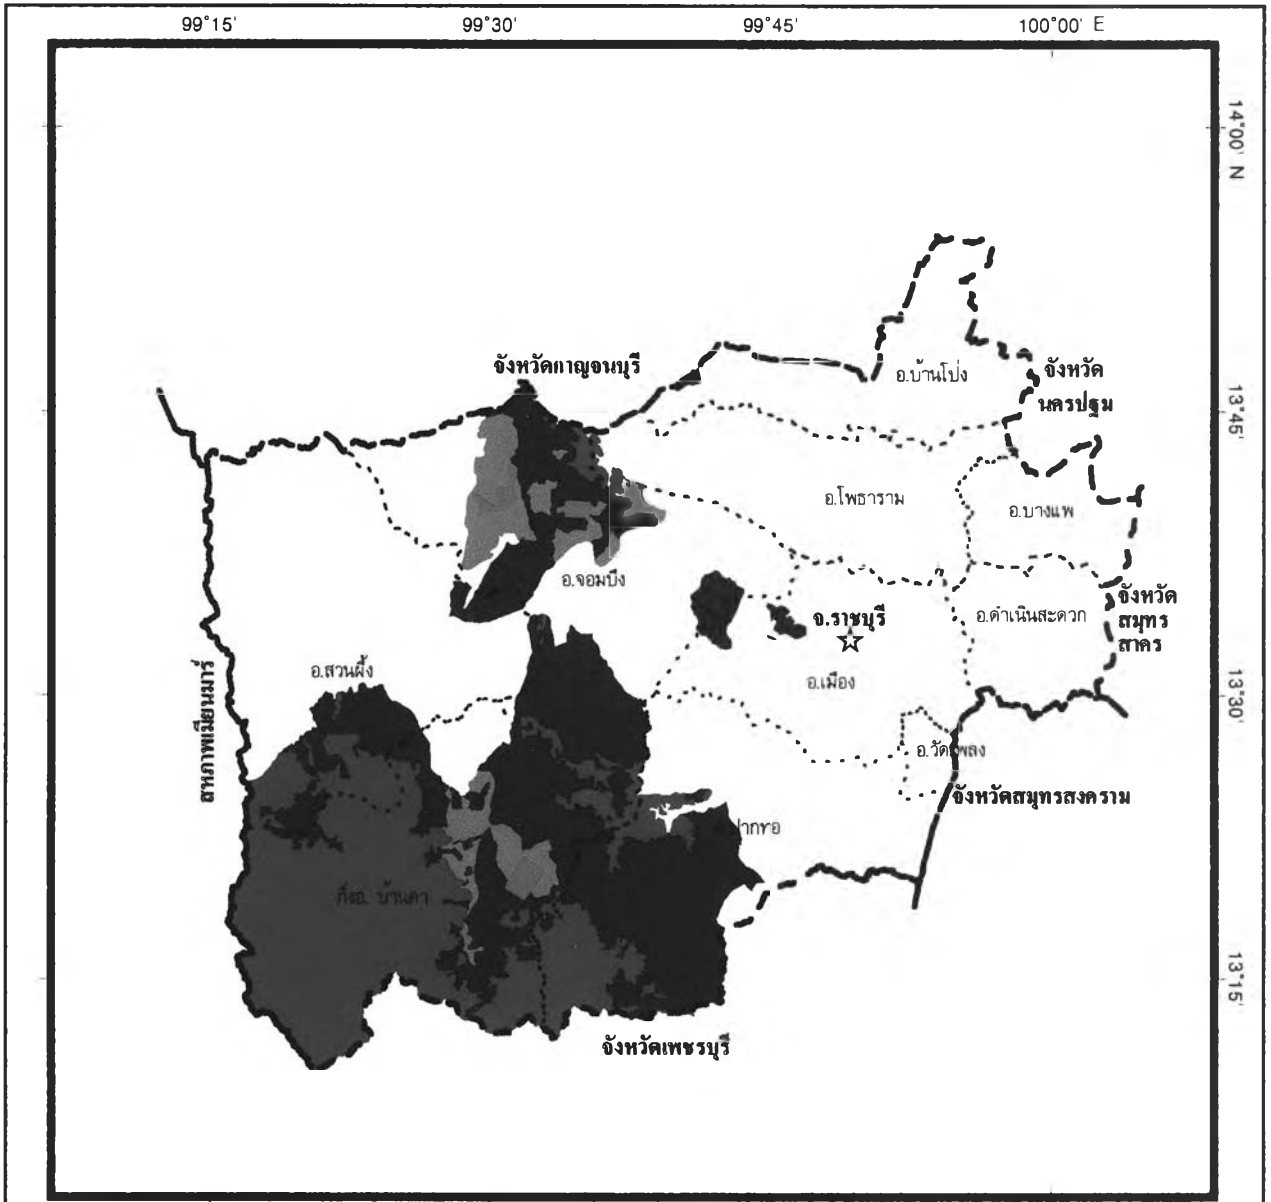 99°15' 99°30' 99°45' 100°00' E
14°00' N
จังหวัดกาญจนบุรี
อ.บ้านโป่ง
จังหวัด
นครปฐม
13°45'
อ.โพธาราม
อ.บางแพ
อ.จอมบึง
จังหวัด
สมุทร
สาคร
จ.ราชบุรี
อ.ดำเนินสะดวก
อ.สวนผึ้ง
อ.เมือง
13°30'
สหภาพเมียนมาร์
อ.วัดเพลง
จังหวัดสมุทรสงคราม
ปากท่อ
กิ่งอ. บ้านคา
13°15'
จังหวัดเพชรบุรี